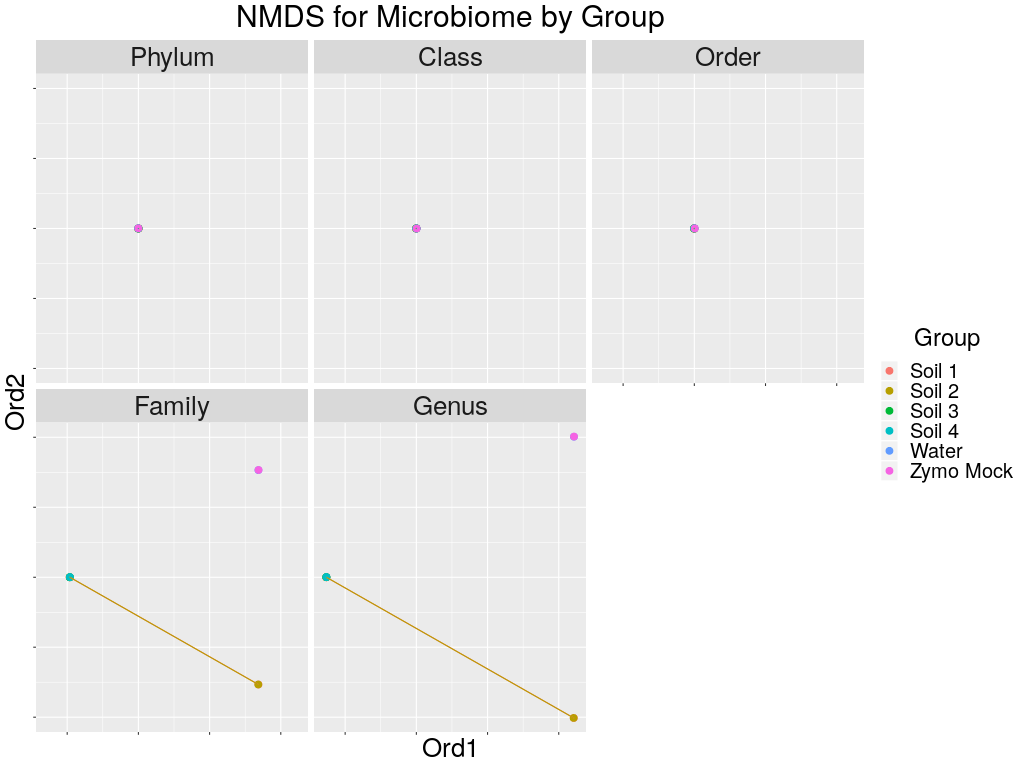 NMDS for Microbiome by Group
Phylum
Class
Order
Family
Genus
Ord2
Ord1
Group
Soil 1
Soil 2
Soil 3
Soil 4
Water
Zymo Mock